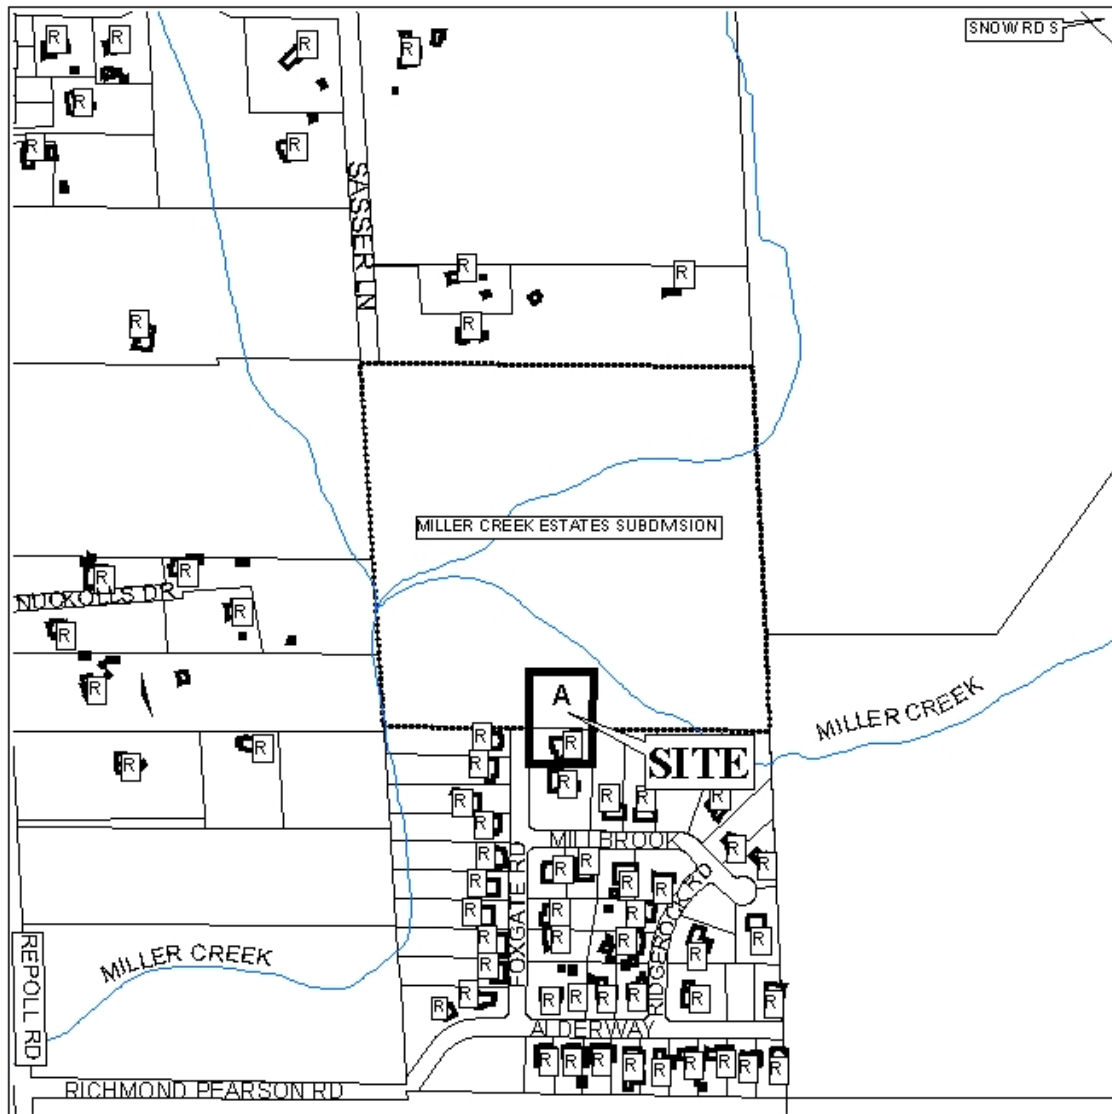 SNOW RD S
R R R R
R
R R
SASSER LN
R R
R R
MILLER CREEK ESTATES SUBDIVISION
R R
NUCKOLLS DR
R
R
R
A
MILLER CREEK
R R R
R R
SITE
R
R R R R
R
MILLBROOK
R R R R R
R R R
R R R
FOXGATE RD
RIDGEROCK RD
R R R R
R R
MILLER CREEK
REPOLL RD
R R R R R R R R
ALDERWAY
R R R R R R R R R
RICHMOND PEARSON RD